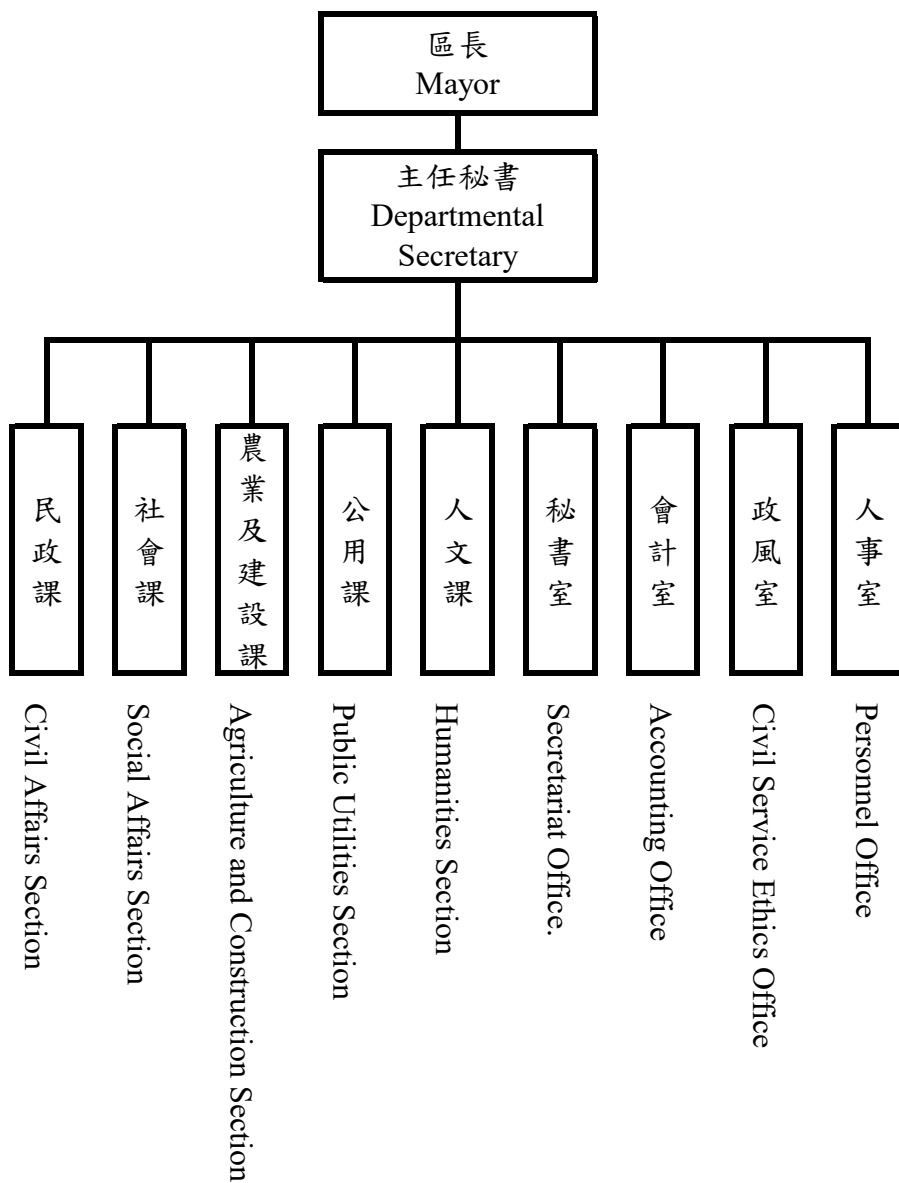 區長
Mayor
主任秘書
Departmental
Secretary
民政課
社會課
農業及建設課
公用課
人文課
秘書室
會計室
政風室
人事室
Civil Affairs Section
Social Affairs Section
Agriculture and Construction Section
Public Utilities Section
Humanities Section
Secretariat Office.
Accounting Office
Civil Service Ethics Office
Personnel Office